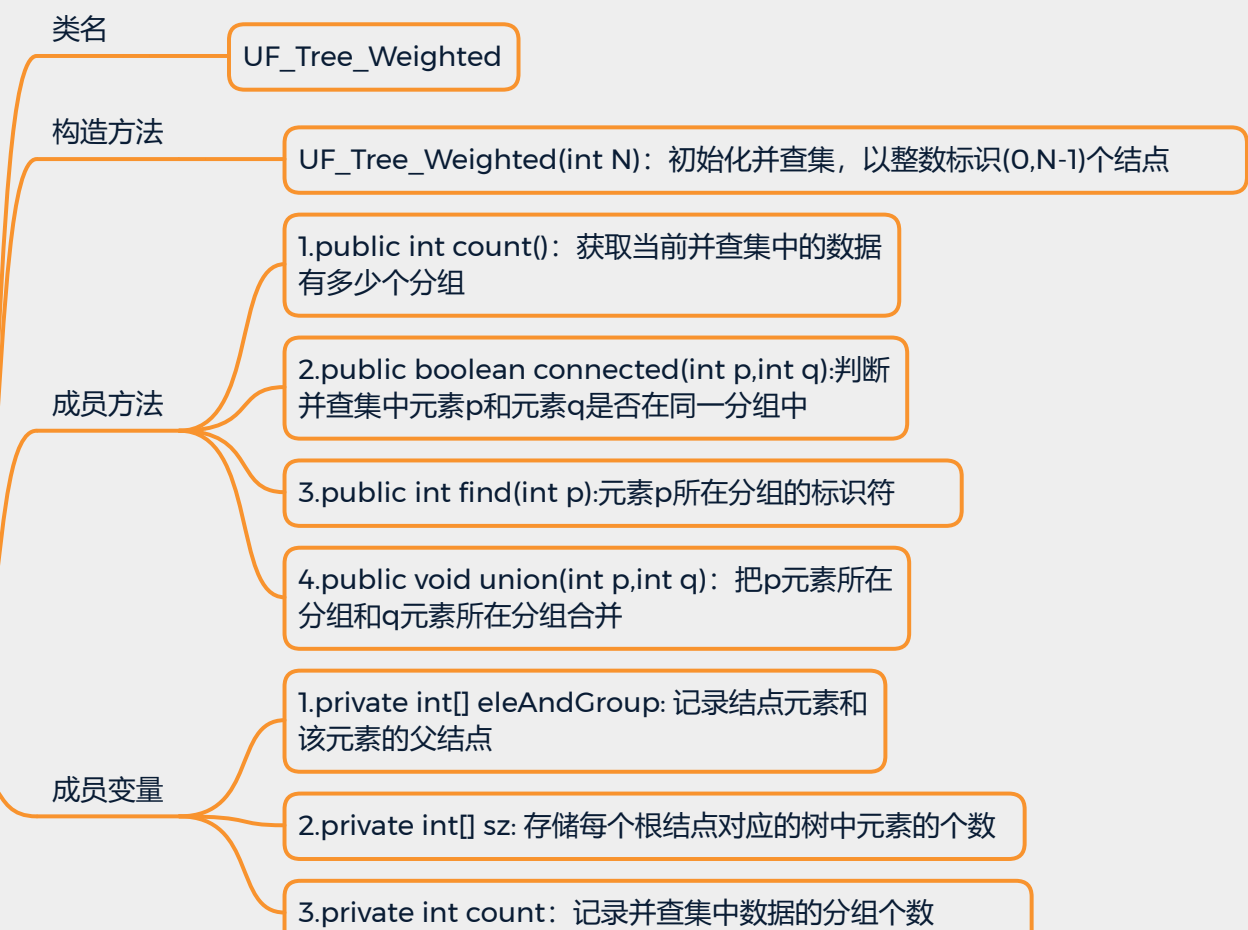 类名
UF_Tree_Weighted
构造方法
UF_Tree_Weighted(int N)：初始化并查集，以整数标识(0,N-1)个结点
成员方法
1.public int count()：获取当前并查集中的数据
有多少个分组
2.public boolean connected(int p,int q):判断
并查集中元素p和元素q是否在同一分组中
3.public int find(int p):元素p所在分组的标识符
4.public void union(int p,int q)：把p元素所在
分组和q元素所在分组合并
成员变量
1.private int[] eleAndGroup: 记录结点元素和
该元素的父结点
2.private int[] sz: 存储每个根结点对应的树中元素的个数
3.private int count：记录并查集中数据的分组个数